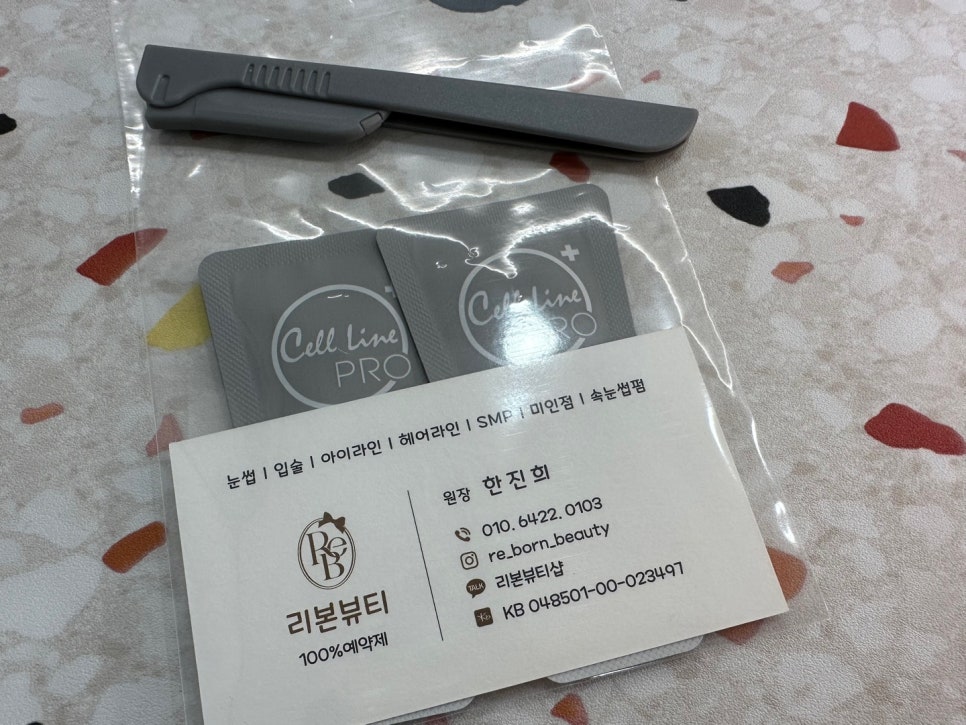 Cell Line
PRO
Cell Line
PRO
눈썹 | 입술 | 아이라인 | 헤어라인 | SMP | 미인점 | 속눈썹펌
ReB
리본뷰티
100%예약제
원장 한진희
010. 6422. 0103
re_born_beauty
TALK 리본뷰티샵
KB 048501-00-023497